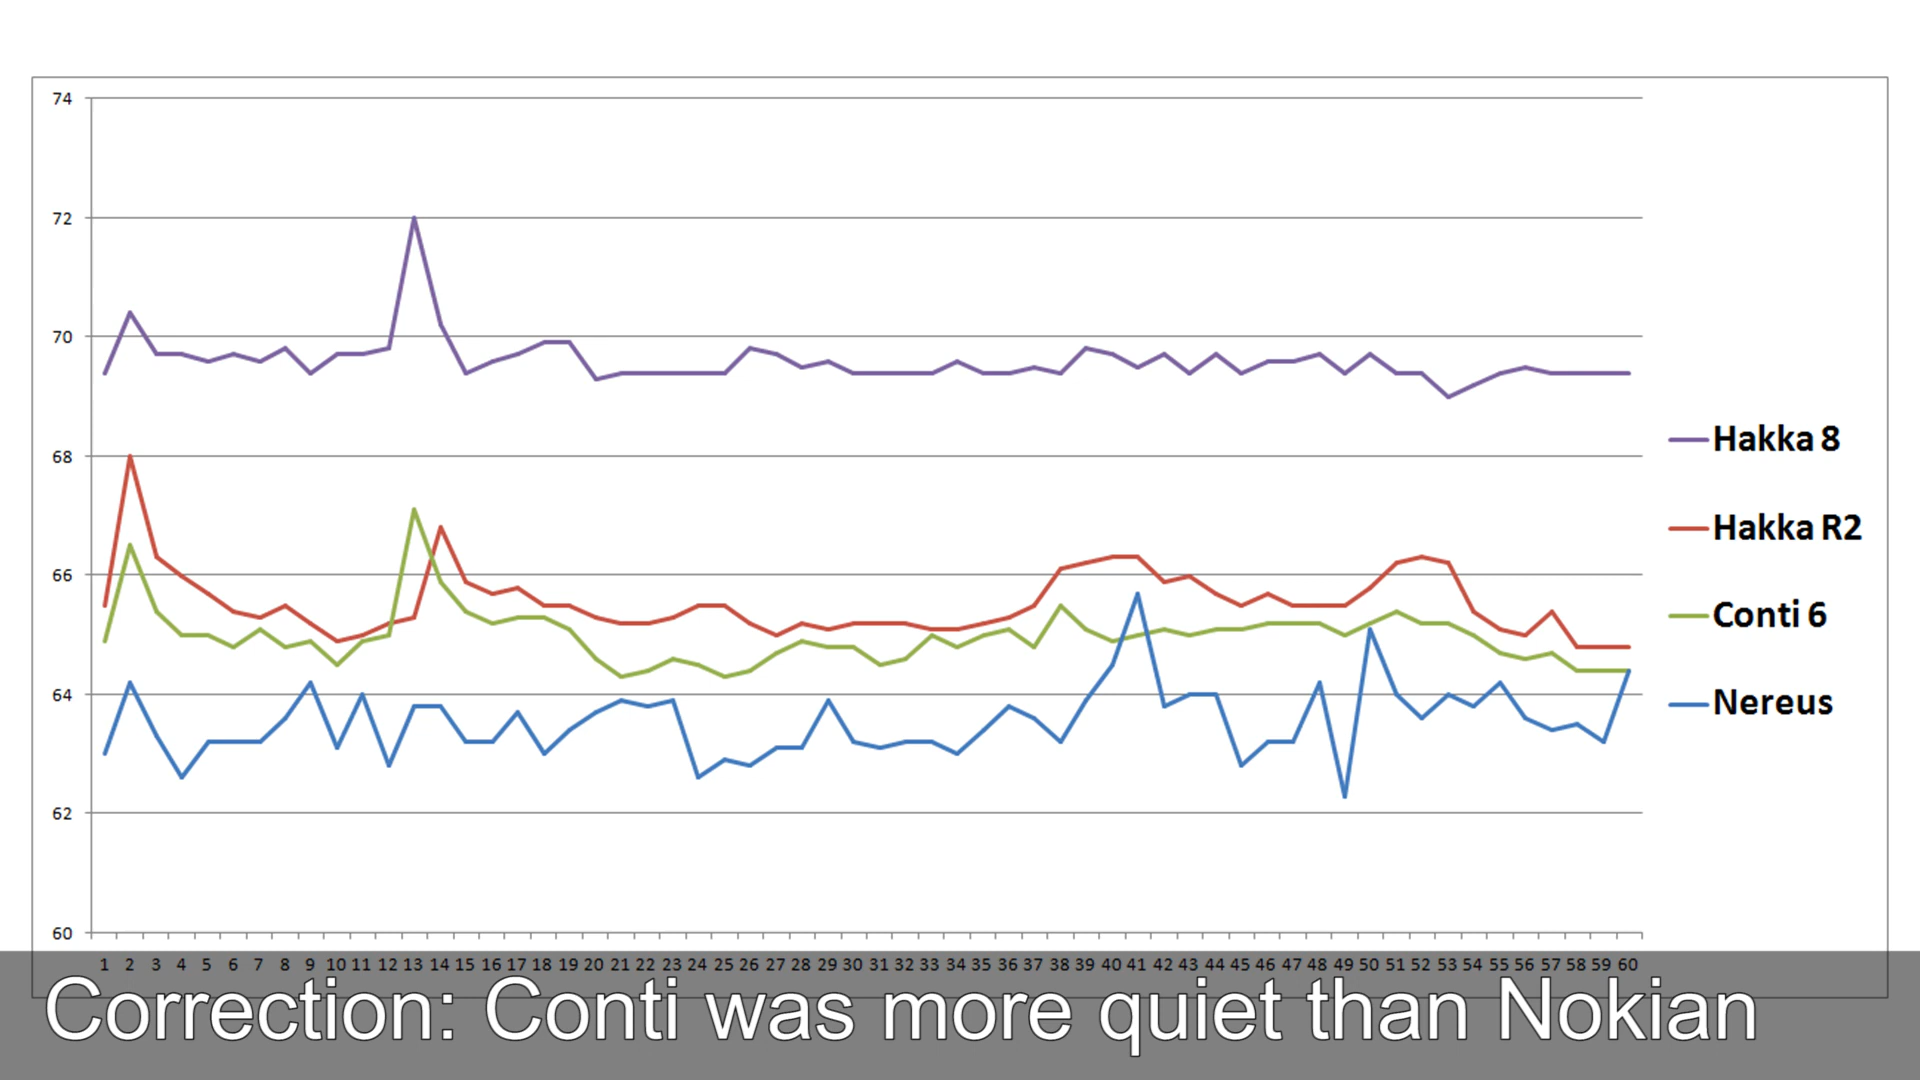 74
72
70
68
66
64
62
60
Hakka 8
Hakka R2
Conti 6
Nereus
1 2 3 4 5 6 7 8 9 10 11 12 13 14 15 16 17 18 19 20 21 22 23 24 25 26 27 28 29 30 31 32 33 34 35 36 37 38 39 40 41 42 43 44 45 46 47 48 49 50 51 52 53 54 55 56 57 58 59 60
Correction: Conti was more quiet than Nokian